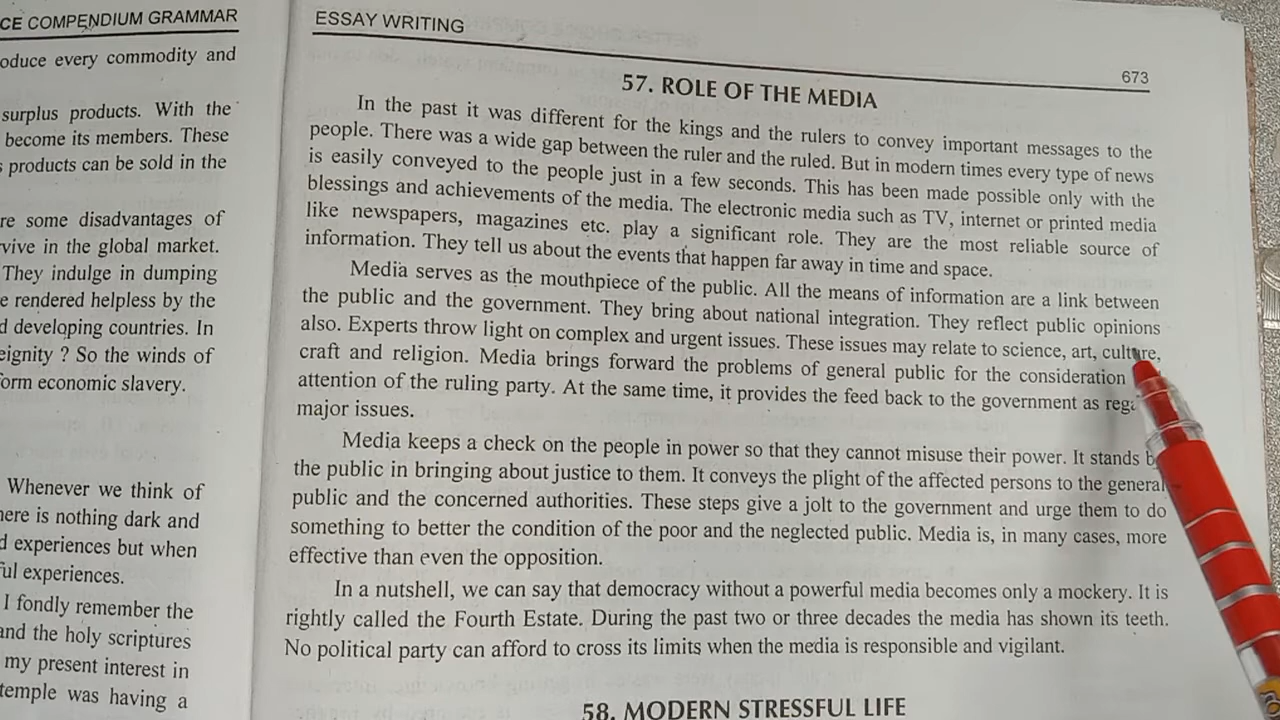 CE COMPENDIUM GRAMMAR
oduce every commodity and
surplus products. With the
become its members. These
products can be sold in the
re some disadvantages of
vive in the global market.
They indulge in dumping
e rendered helpless by the
d developing countries. In
eignity ? So the winds of
orm economic slavery.
Whenever we think of
here is nothing dark and
d experiences but when
ful experiences.
I fondly remember the
and the holy scriptures
my present interest in
temple was having a
ESSAY WRITING
673
57. ROLE OF THE MEDIA
In the past it was different for the kings and the rulers to convey important messages to the
people. There was a wide gap between the ruler and the ruled. But in modern times every type of news
is easily conveyed to the people just in a few seconds. This has been made possible only with the
blessings and achievements of the media. The electronic media such as TV, internet or printed media
like newspapers, magazines etc. play a significant role. They are the most reliable source of
information. They tell us about the events that happen far away in time and space.
Media serves as the mouthpiece of the public. All the means of information are a link between
the public and the government. They bring about national integration. They reflect public opinions
also. Experts throw light on complex and urgent issues. These issues may relate to science, art, culture,
craft and religion. Media brings forward the problems of general public for the consideration
attention of the ruling party. At the same time, it provides the feed back to the government as
major issues.
Media keeps a check on the people in power so that they cannot misuse their power. It stands
the public in bringing about justice to them. It conveys the plight of the affected persons to the general
public and the concerned authorities. These steps give a jolt to the government and urge them to do
something to better the condition of the poor and the neglected public. Media is, in many cases, more
effective than even the opposition.
In a nutshell, we can say that democracy without a powerful media becomes only a mockery. It is
rightly called the Fourth Estate. During the past two or three decades the media has shown its teeth.
No political party can afford to cross its limits when the media is responsible and vigilant.
58. MODERN STRESSFUL LIFE